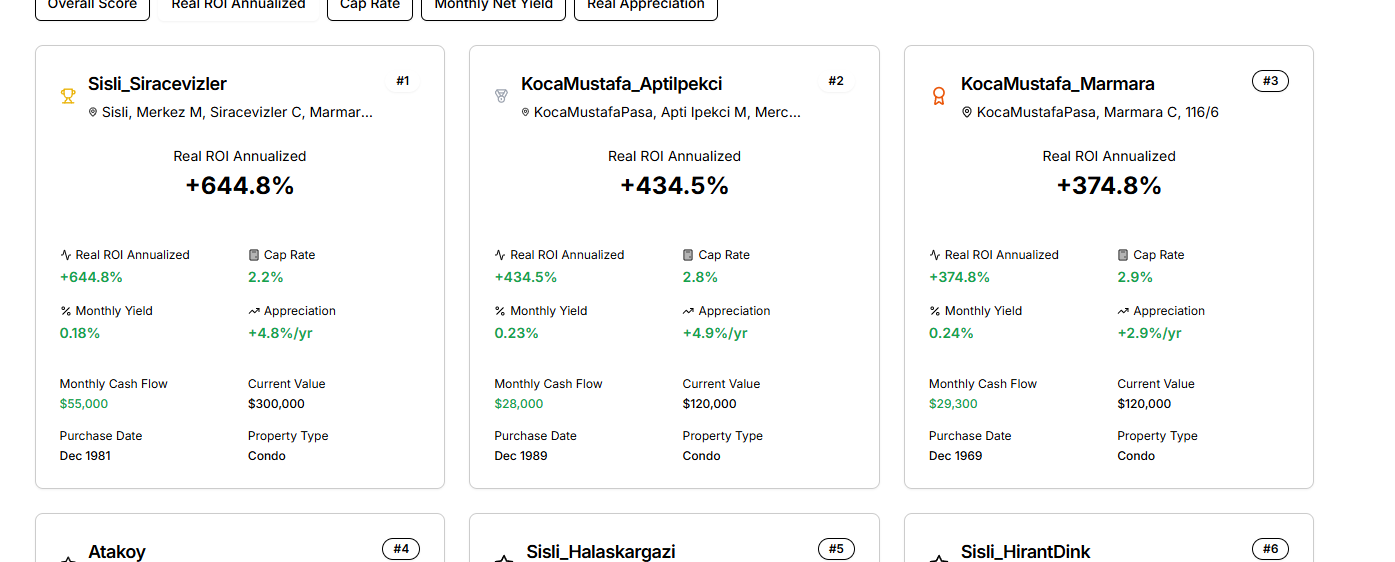 Overall Score
Real ROI Annualized
Cap Rate
Monthly Net Yield
Real Appreciation
Sisli_Siracevizler
#1
Sisli, Merkez M, Siracevizler C, Marmar...
Real ROI Annualized
+644.8%
Real ROI Annualized
Cap Rate
+644.8%
2.2%
Monthly Yield
Appreciation
0.18%
+4.8%/yr
Monthly Cash Flow
Current Value
$55,000
$300,000
Purchase Date
Property Type
Dec 1981
Condo
KocaMustafa_AptiIpekci
#2
KocaMustafaPasa, Apti Ipekci M, Merc...
Real ROI Annualized
+434.5%
Real ROI Annualized
Cap Rate
+434.5%
2.8%
Monthly Yield
Appreciation
0.23%
+4.9%/yr
Monthly Cash Flow
Current Value
$28,000
$120,000
Purchase Date
Property Type
Dec 1989
Condo
KocaMustafa_Marmara
#3
KocaMustafaPasa, Marmara C, 116/6
Real ROI Annualized
+374.8%
Real ROI Annualized
Cap Rate
+374.8%
2.9%
Monthly Yield
Appreciation
0.24%
+2.9%/yr
Monthly Cash Flow
Current Value
$29,300
$120,000
Purchase Date
Property Type
Dec 1969
Condo
Atakoy
#4
Sisli_Halaskargazi
#5
Sisli_HirantDink
#6